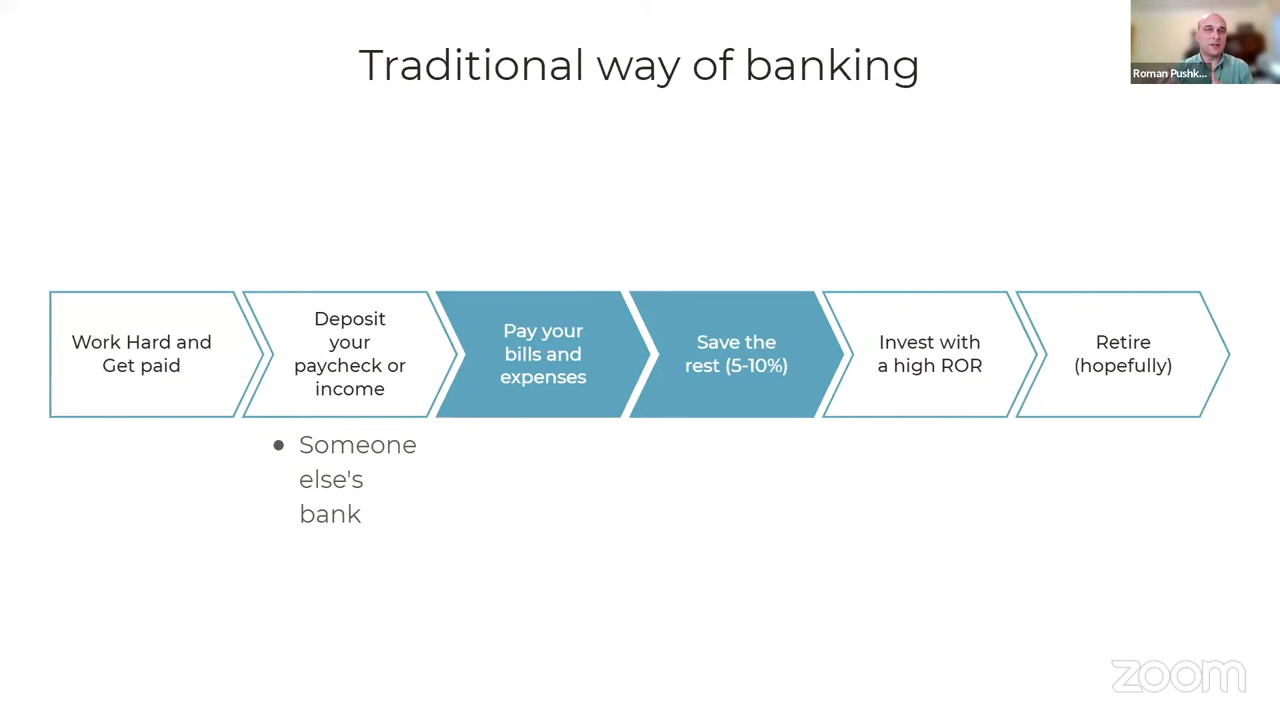 Traditional way of banking
Roman Pushk...
Work Hard and
Get paid
Deposit
your
paycheck or
income
Pay your
bills and
expenses
Save the
rest (5-10%)
Invest with
a high ROR
Retire
(hopefully)
• Someone
else's
bank
zoom